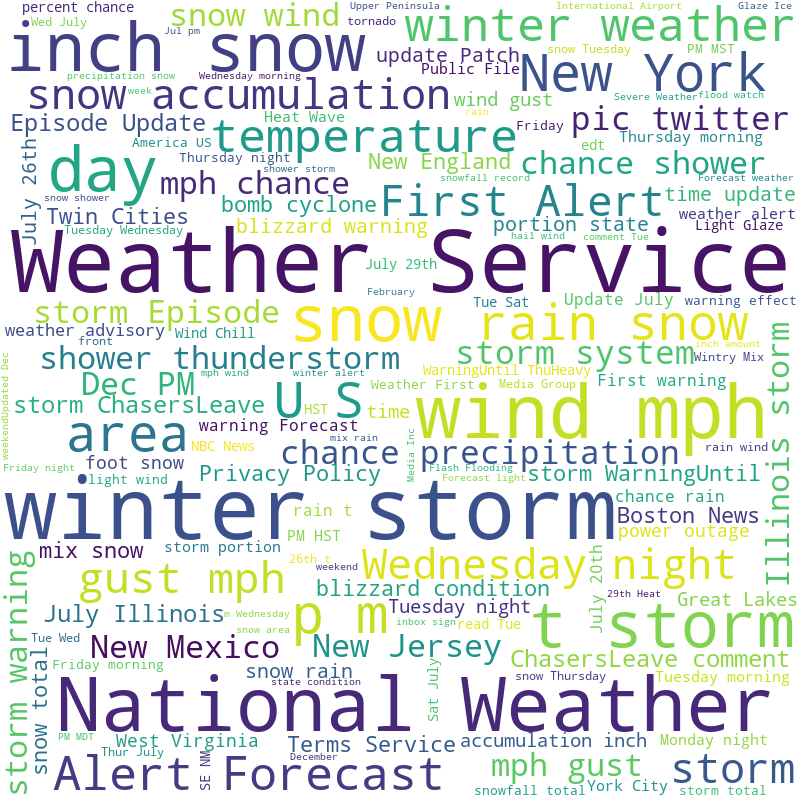 percent chance
Upper Peninsula
International Airport
Glaze Ice
Wed July
snow wind
tornado
winter weather
Jul pm
inch snow
update Patch
snow Tuesday
PM MST
precipitation snow
Wednesday morning
Public File
New York
snow accumulation
week
wind gust
Severe Weather
flood watch
Episode Update
Heat Wave
rain
Friday
pic twitter
America US
temperature
edt
Thursday morning
July 26th
day
Thursday night
shower storm
New England
chance shower
mph chance
snowfall record
Forecast weather
snow shower
bomb cyclone
First Alert
time update
Twin Cities
blizzard warning
portion state
weather alert
Light Glaze
Tuesday Wednesday
hail wind
comment Tue
Weather Service
July 29th
February
storm Episode
snow rain snow
Tue Sat
Update July
warning effect
weather advisory
Wind Chill
front
winter alert
inch amount
shower thunderstorm
storm system
Wintry Mix
mph wind
WarningUntil ThuHeavy
Dec PM
U S
Weather First
Media Group
First warning
storm ChasersLeave
HST
time
wind mph
Illinois storm
weekendUpdated Dec
area
warning Forecast
mix rain
NBC News
chance precipitation
Media Inc
rain wind
Friday night
foot snow
light wind
Privacy Policy
Flash Flooding
Forecast light
storm WarningUntil
winter storm
chance rain
rain t
Boston News
PM HST
power outage
mix snow
storm portion
26th t
weekend
Wednesday night
July 20th
storm Warning
gust mph
blizzard condition
29th Heat
Great Lakes
July Illinois
m Wednesday
p m
Tuesday night
t storm
snow area
inbox sign
read Tue
Tue Wed
New Mexico
New Jersey
ChasersLeave comment
snow total
Friday morning
snow rain
Sat July
snow Thursday
Tuesday morning
state condition
National Weather
PM MDT
West Virginia
Terms Service
accumulation inch
Monday night
Thur July
SE NM
December
Alert Forecast
mph gust
storm
snowfall total
York City
storm total